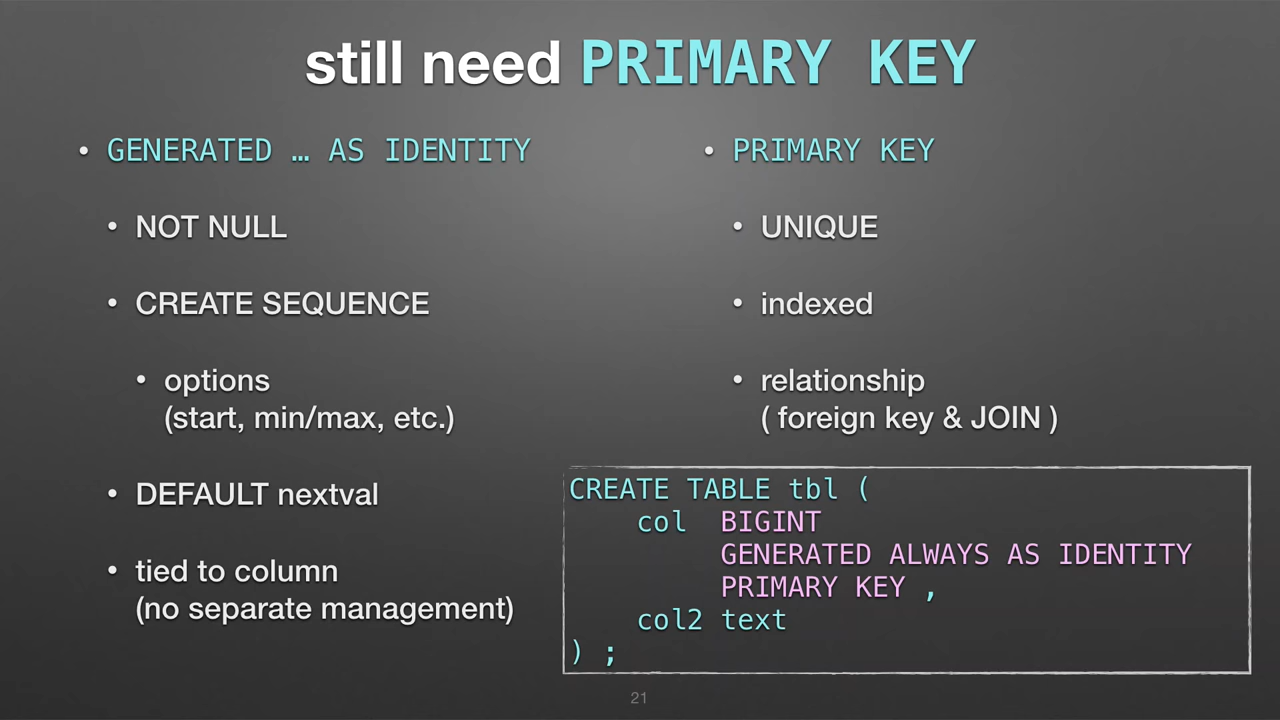 still need PRIMARY KEY
• GENERATED … AS IDENTITY
• NOT NULL
• CREATE SEQUENCE
• options
(start, min/max, etc.)
• DEFAULT nextval
• tied to column
(no separate management)
• PRIMARY KEY
• UNIQUE
• indexed
• relationship
( foreign key & JOIN )
CREATE TABLE tbl (
    col  BIGINT
         GENERATED ALWAYS AS IDENTITY
         PRIMARY KEY ,
    col2 text
) ;
21